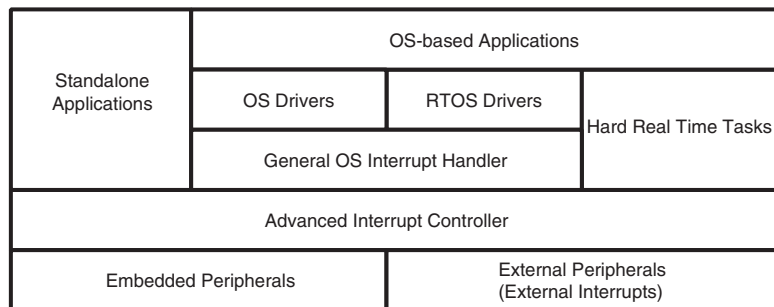 OS-based Applications
Standalone
Applications
OS Drivers
RTOS Drivers
Hard Real Time Tasks
General OS Interrupt Handler
Advanced Interrupt Controller
Embedded Peripherals
External Peripherals
(External Interrupts)